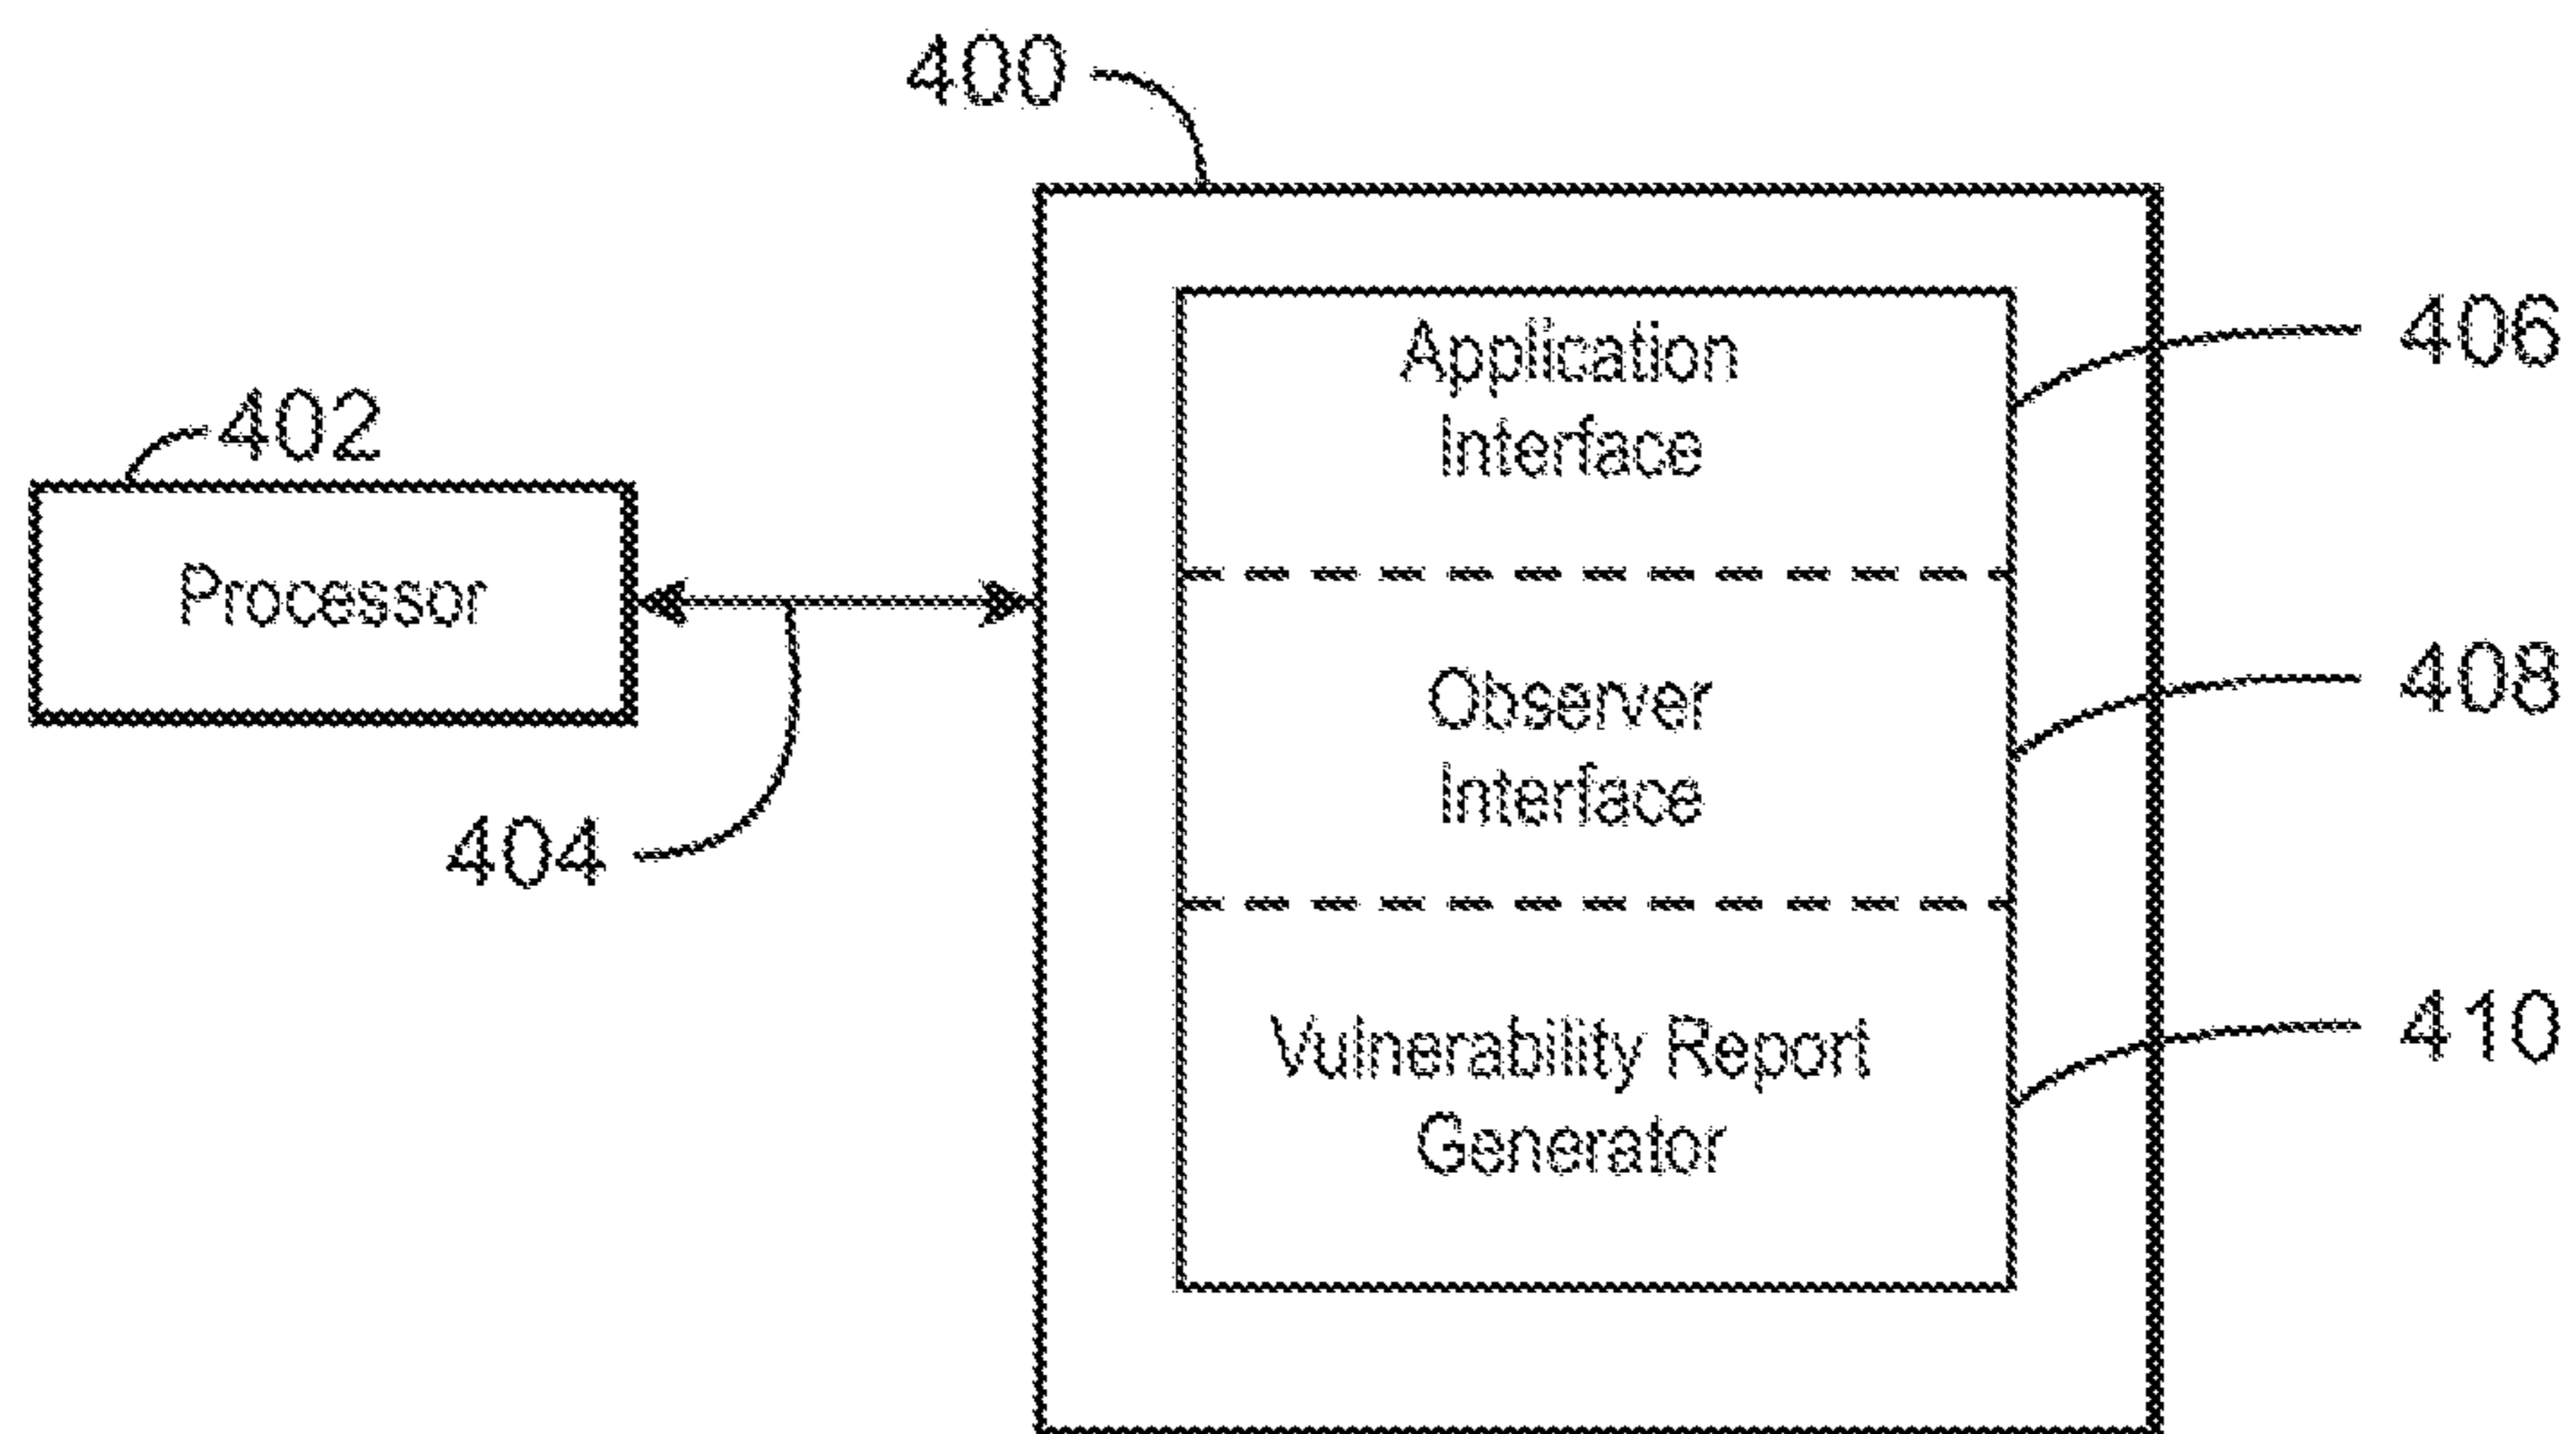 400
402
Processor
404
Application
Interface
406
Observer
Interface
408
Vulnerability Report
Generator
410